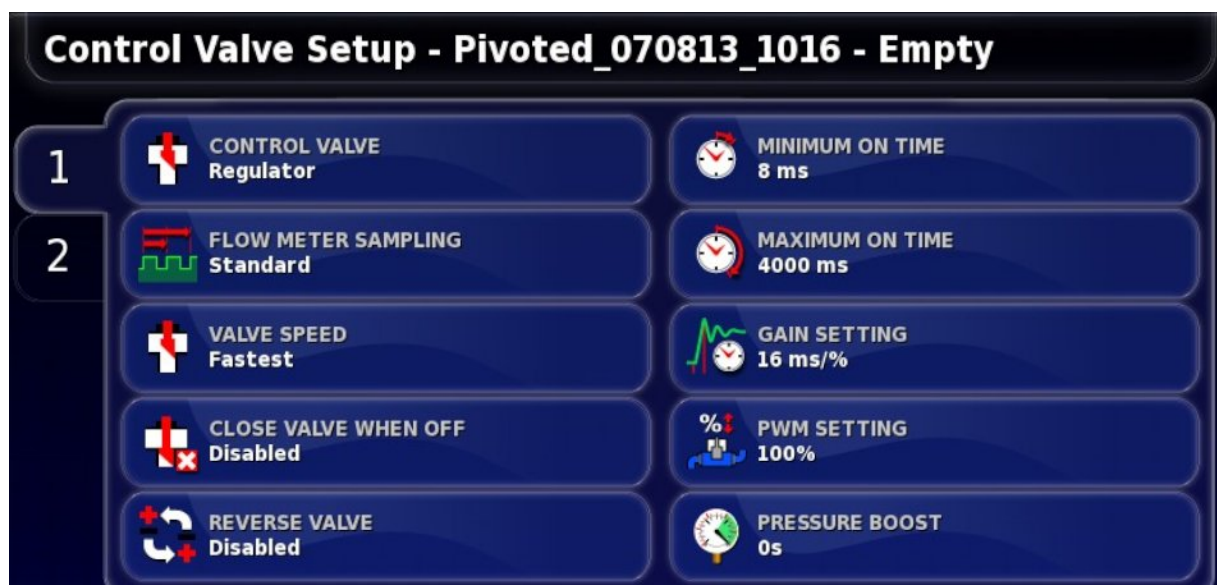 Control Valve Setup - Pivoted_070813_1016 - Empty
1
2
CONTROL VALVE
Regulator
FLOW METER SAMPLING
Standard
VALVE SPEED
Fastest
CLOSE VALVE WHEN OFF
Disabled
REVERSE VALVE
Disabled
MINIMUM ON TIME
8 ms
MAXIMUM ON TIME
4000 ms
GAIN SETTING
16 ms/%
%
PWM SETTING
100%
PRESSURE BOOST
0s